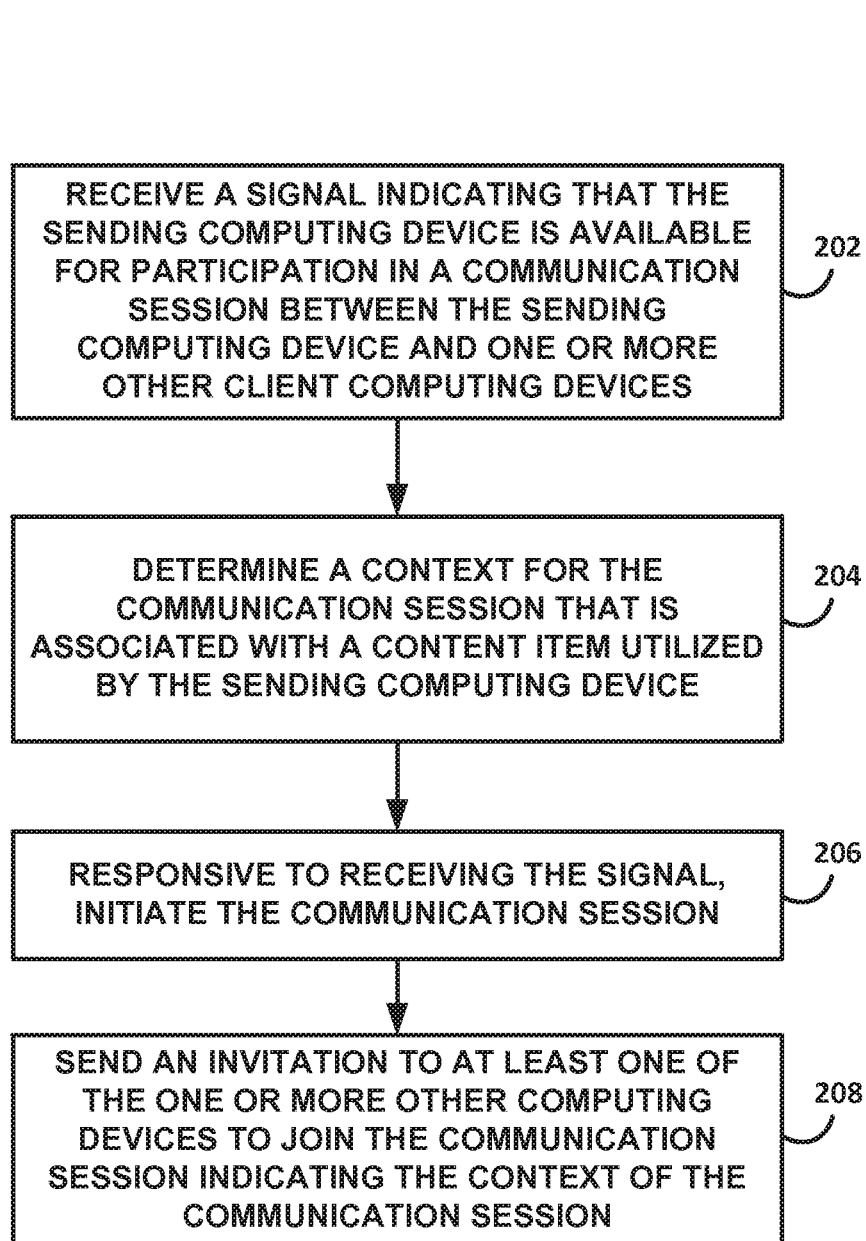 RECEIVE A SIGNAL INDICATING THAT THE
SENDING COMPUTING DEVICE IS AVAILABLE
FOR PARTICIPATION IN A COMMUNICATION
SESSION BETWEEN THE SENDING
COMPUTING DEVICE AND ONE OR MORE
OTHER CLIENT COMPUTING DEVICES
202
DETERMINE A CONTEXT FOR THE
COMMUNICATION SESSION THAT IS
ASSOCIATED WITH A CONTENT ITEM UTILIZED
BY THE SENDING COMPUTING DEVICE
204
RESPONSIVE TO RECEIVING THE SIGNAL,
INITIATE THE COMMUNICATION SESSION
206
SEND AN INVITATION TO AT LEAST ONE OF
THE ONE OR MORE OTHER COMPUTING
DEVICES TO JOIN THE COMMUNICATION
SESSION INDICATING THE CONTEXT OF THE
COMMUNICATION SESSION
208